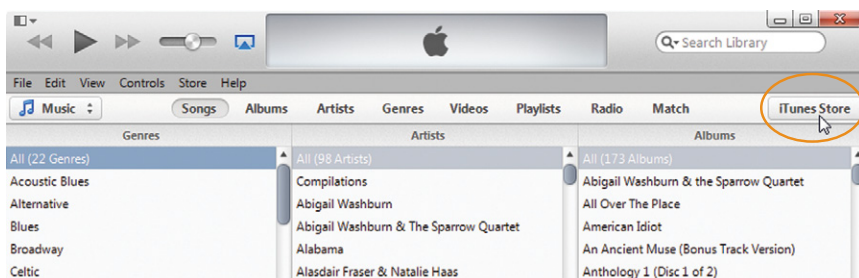 Search Library
File Edit View Controls Store Help
Music Songs Albums Artists Genres Videos Playlists Radio Match iTunes Store
Genres Artists Albums
All (22 Genres) All (98 Artists) All (173 Albums)
Acoustic Blues Compilations Abigail Washburn & the Sparrow Quartet
Alternative Abigail Washburn All Over The Place
Blues Abigail Washburn & The Sparrow Quartet American Idiot
Broadway Alabama An Ancient Muse (Bonus Track Version)
Celtic Alasdair Fraser & Natalie Haas Anthology 1 (Disc 1 of 2)